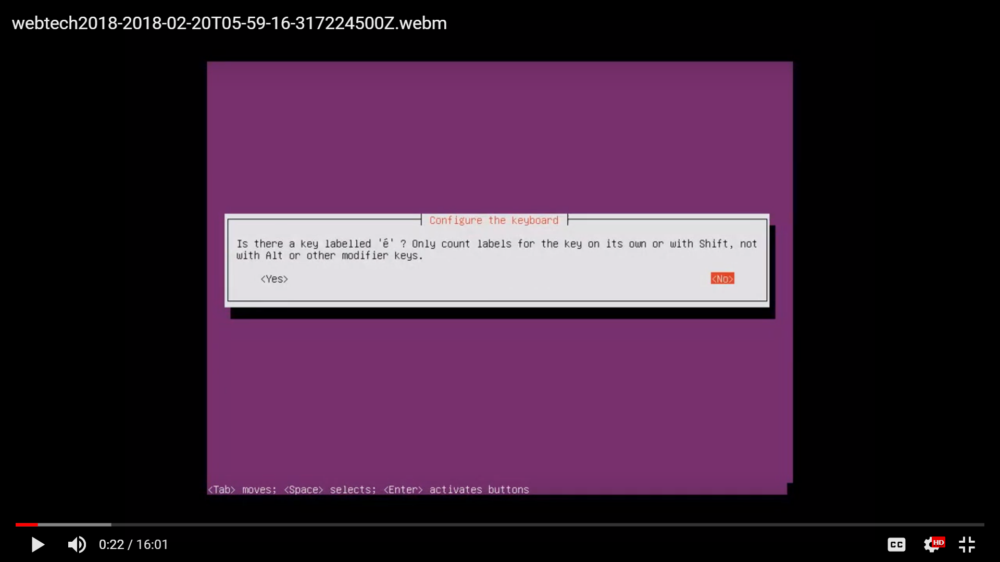 webtech2018-2018-02-20T05-59-16-317224500Z.webm
Configure the keyboard
Is there a key labelled 'é' ? Only count labels for the key on its own or with Shift, not
with Alt or other modifier keys.
<Yes> <No>
<Tab> moves; <Space> selects; <Enter> activates buttons
0:22 / 16:01 CC HD